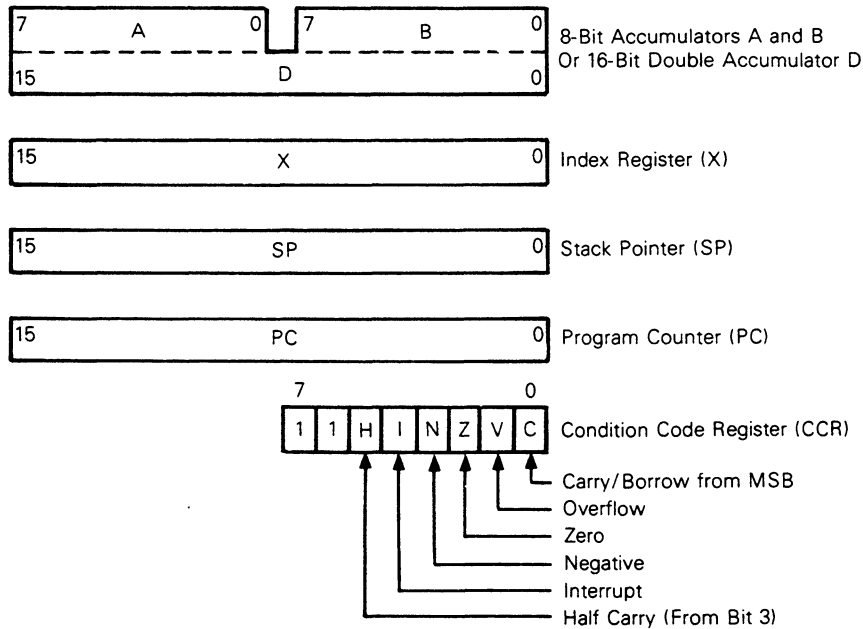 7 A 0 7 B 0
8-Bit Accumulators A and B
15 D 0
Or 16-Bit Double Accumulator D
15 X 0 Index Register (X)
15 SP 0 Stack Pointer (SP)
15 PC 0 Program Counter (PC)
7 0
1 1 H I N Z V C Condition Code Register (CCR)
Carry/Borrow from MSB
Overflow
Zero
Negative
Interrupt
Half Carry (From Bit 3)